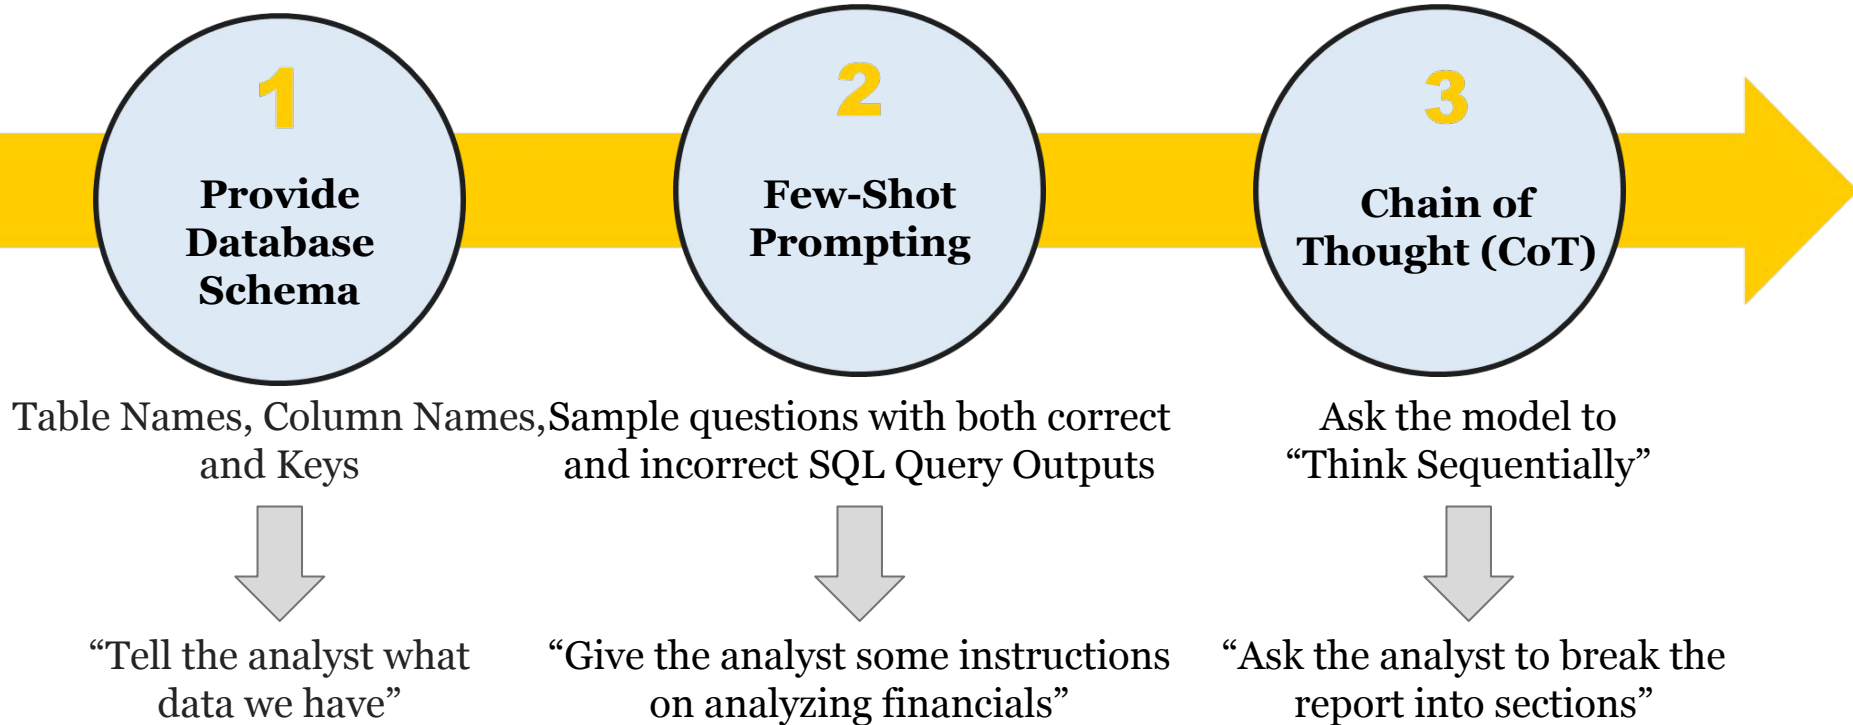 1
Provide
Database
Schema
Table Names, Column Names,
and Keys
“Tell the analyst what
data we have”
2
Few-Shot
Prompting
Sample questions with both correct
and incorrect SQL Query Outputs
“Give the analyst some instructions
on analyzing financials”
3
Chain of
Thought (CoT)
Ask the model to
“Think Sequentially”
“Ask the analyst to break the
report into sections”